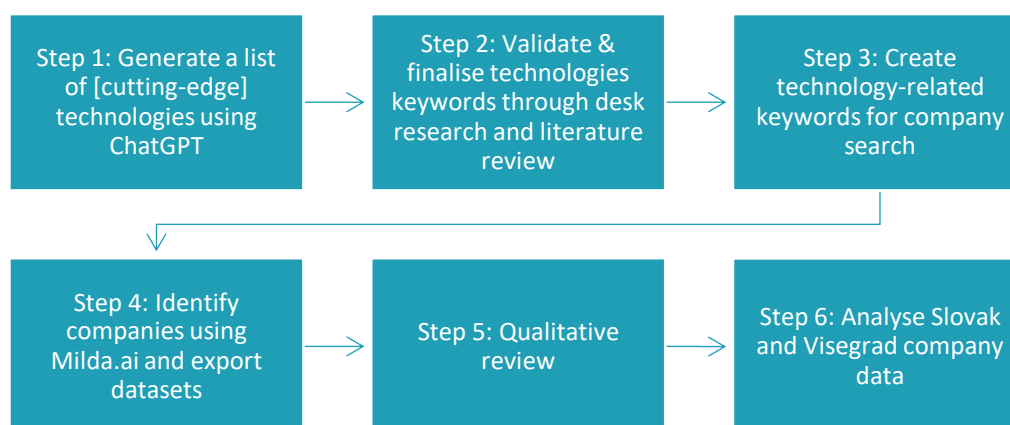 Step 1: Generate a list
of [cutting-edge]
technologies using
ChatGPT
Step 2: Validate &
finalise technologies
keywords through desk
research and literature
review
Step 3: Create
technology-related
keywords for company
search
Step 4: Identify
companies using
Milda.ai and export
datasets
Step 5: Qualitative
review
Step 6: Analyse Slovak
and Visegrad company
data